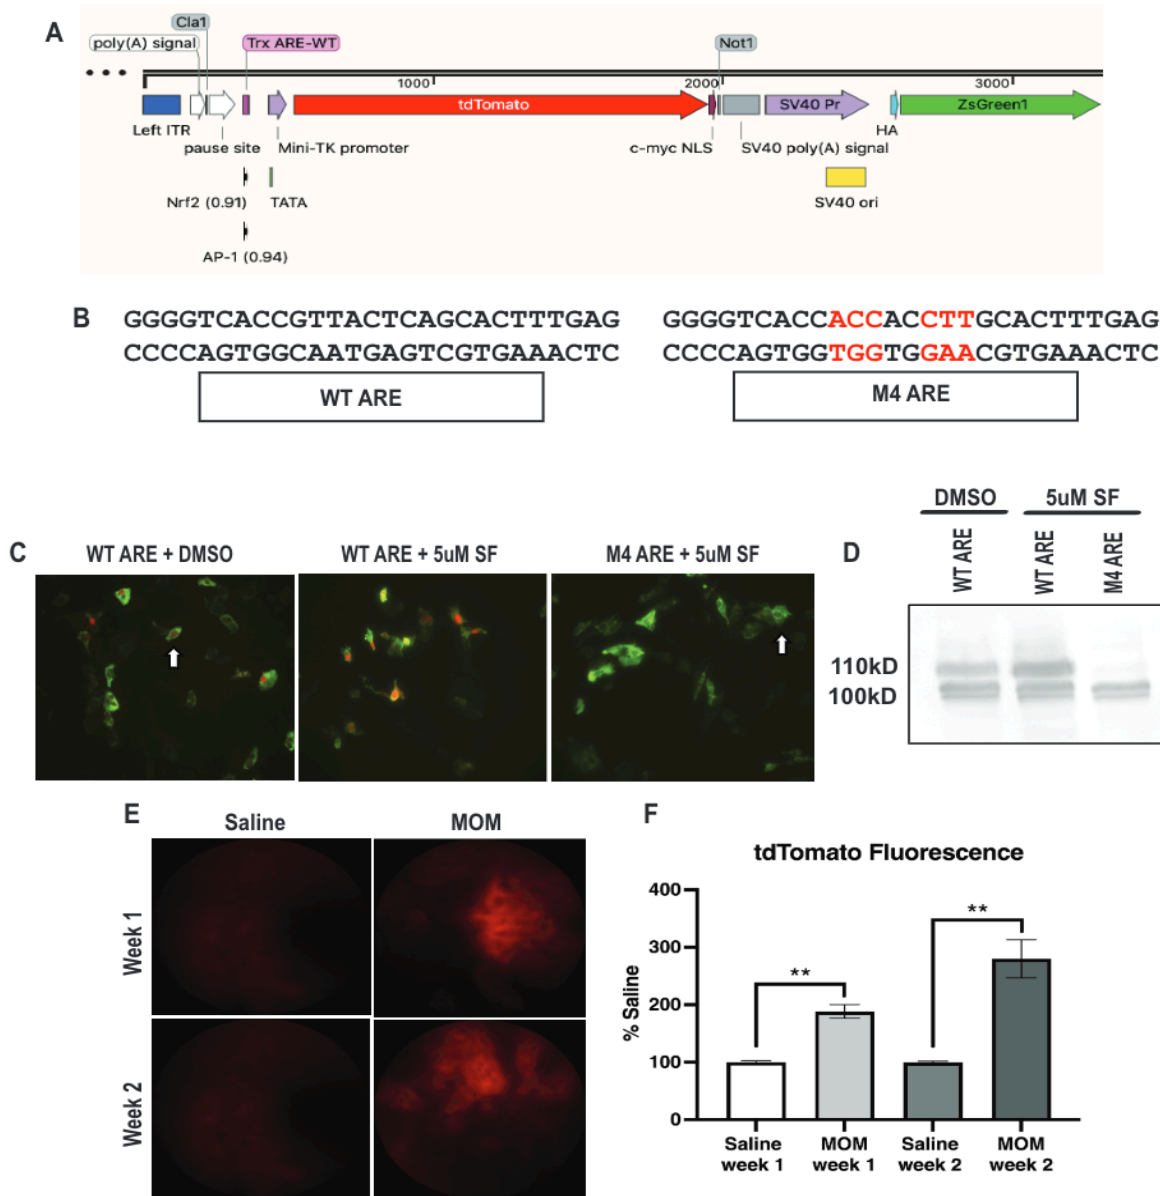 A
Cla1
poly(A) signal
Trx ARE-WT
Not1
1000
2000
3000
tdTomato
SV40 Pr
ZsGreen1
Left ITR
HA
pause site
Mini-TK promoter
c-myc NLS
SV40 poly(A) signal
Nrf2 (0.91)
TATA
SV40 ori
AP-1 (0.94)
B
GGGGTCACCGTTACTCAGCACTTTGAG
CCCCAGTGGCAATGAGTCGTGAAACTC
WT ARE
GGGGTCACCACCACCTTGCACTTTGAG
CCCCAGTGGTGGTGGAACGTGAAACTC
M4 ARE
C
WT ARE + DMSO
WT ARE + 5uM SF
M4 ARE + 5uM SF
D
DMSO
5uM SF
WT ARE
WT ARE
M4 ARE
110kD
100kD
E
Saline
MOM
Week 1
Week 2
F
tdTomato Fluorescence
% Saline
400
300
200
100
0
**
**
Saline week 1
MOM week 1
Saline week 2
MOM week 2